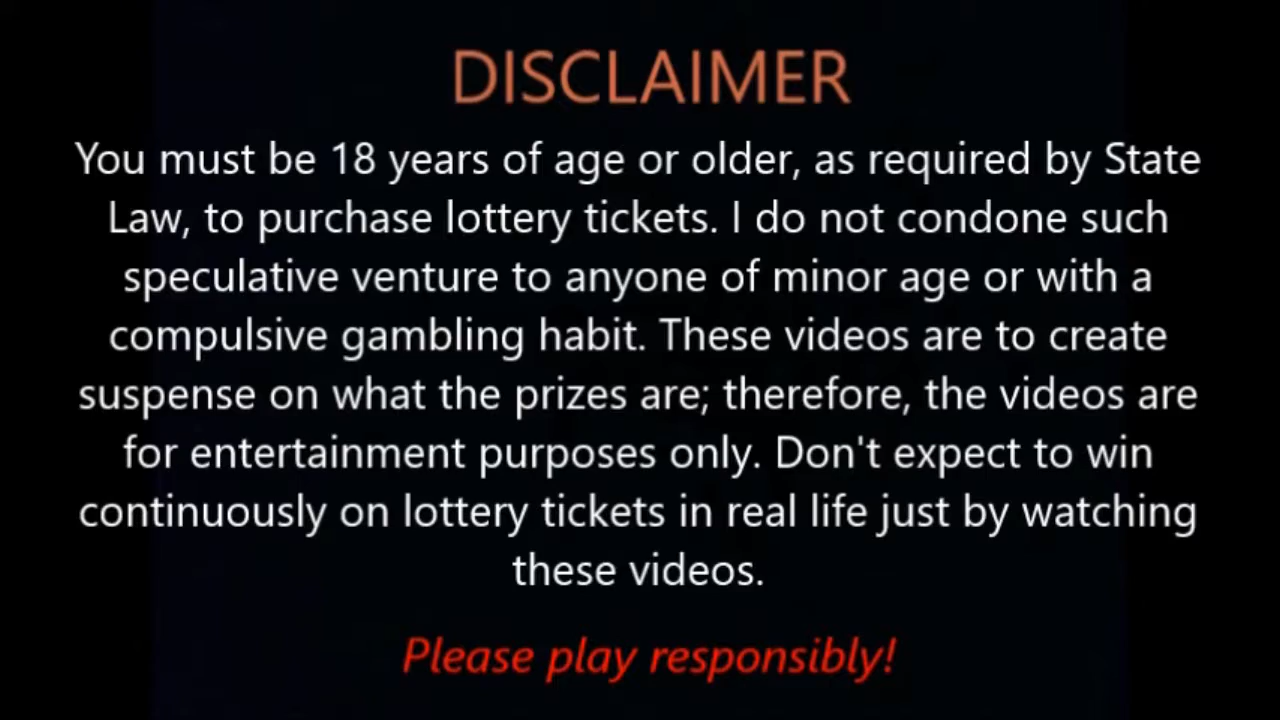 DISCLAIMER
You must be 18 years of age or older, as required by State
Law, to purchase lottery tickets. I do not condone such
speculative venture to anyone of minor age or with a
compulsive gambling habit. These videos are to create
suspense on what the prizes are; therefore, the videos are
for entertainment purposes only. Don't expect to win
continuously on lottery tickets in real life just by watching
these videos.
Please play responsibly!